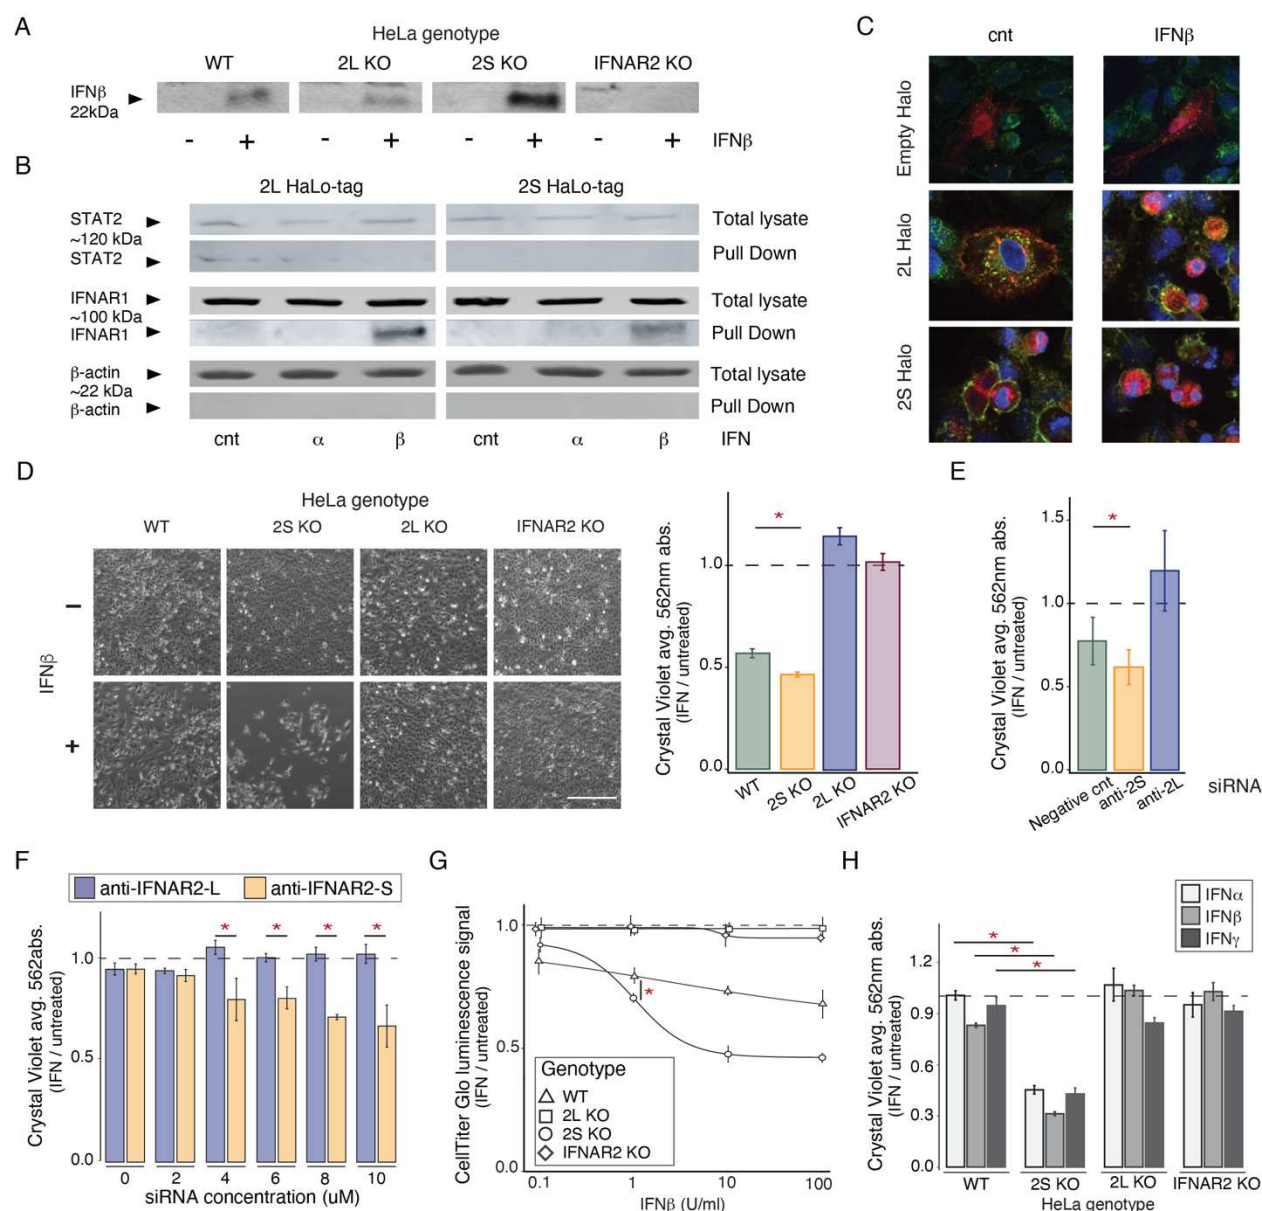 A
HeLa genotype
WT 2L KO 2S KO IFNAR2 KO
IFNβ
22kDa
- + - + - + - + IFNβ
B
2L HaLo-tag 2S HaLo-tag
STAT2 Total lysate
~120 kDa
STAT2 Pull Down
IFNAR1 Total lysate
~100 kDa
IFNAR1 Pull Down
β-actin Total lysate
~22 kDa
β-actin Pull Down
cnt α β cnt α β IFN
C
cnt IFNβ
Empty Halo
2L Halo
2S Halo
D
HeLa genotype
WT 2S KO 2L KO IFNAR2 KO
IFNβ
−
+
Crystal Violet avg. 562nm abs.
(IFN / untreated)
*
1.0
0.5
0.0
WT 2S KO 2L KO IFNAR2 KO
E
Crystal Violet avg. 562nm abs.
(IFN / untreated)
1.5
*
1.0
0.5
0.0
Negative cnt anti-2S anti-2L siRNA
F
anti-IFNAR2-L anti-IFNAR2-S
Crystal Violet avg. 562abs.
(IFN / untreated)
* * * *
1.0
0.5
0.0
0 2 4 6 8 10
siRNA concentration (uM)
G
CellTiter Glo luminescence signal
(IFN / untreated)
1.0
*
0.5
0.0
Genotype
WT
2L KO
2S KO
IFNAR2 KO
0.1 1 10 100
IFNβ (U/ml)
H
IFNα
IFNβ
IFNγ
Crystal Violet avg. 562nm abs.
(IFN / untreated)
*
*
*
1.2
0.9
0.6
0.3
0.0
WT 2S KO 2L KO IFNAR2 KO
HeLa genotype